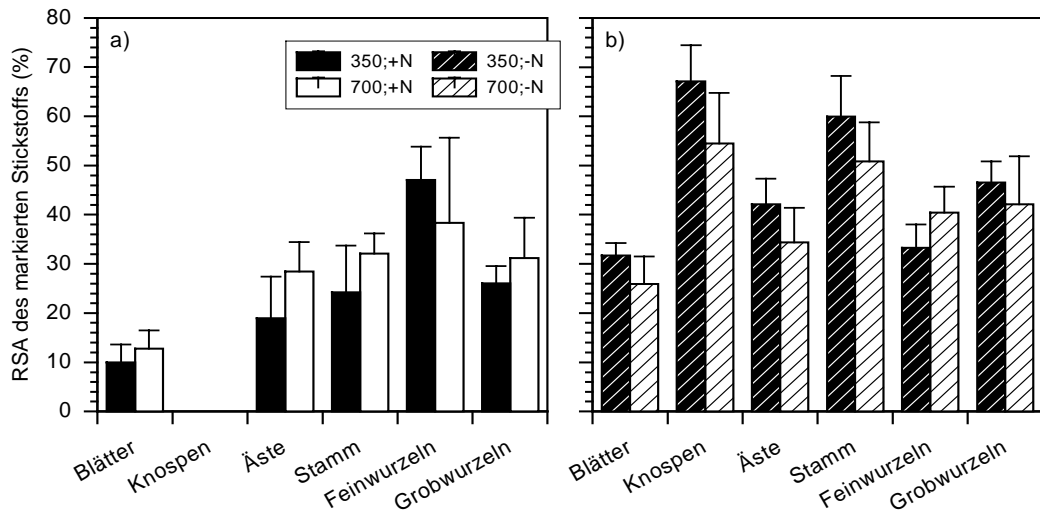 RSA des markierten Stickstoffs (%)
80
70
60
50
40
30
20
10
0
a)
350;+N
350;-N
700;+N
700;-N
b)
Blätter
Knospen
Äste
Stamm
Feinwurzeln
Grobwurzeln
Blätter
Knospen
Äste
Stamm
Feinwurzeln
Grobwurzeln